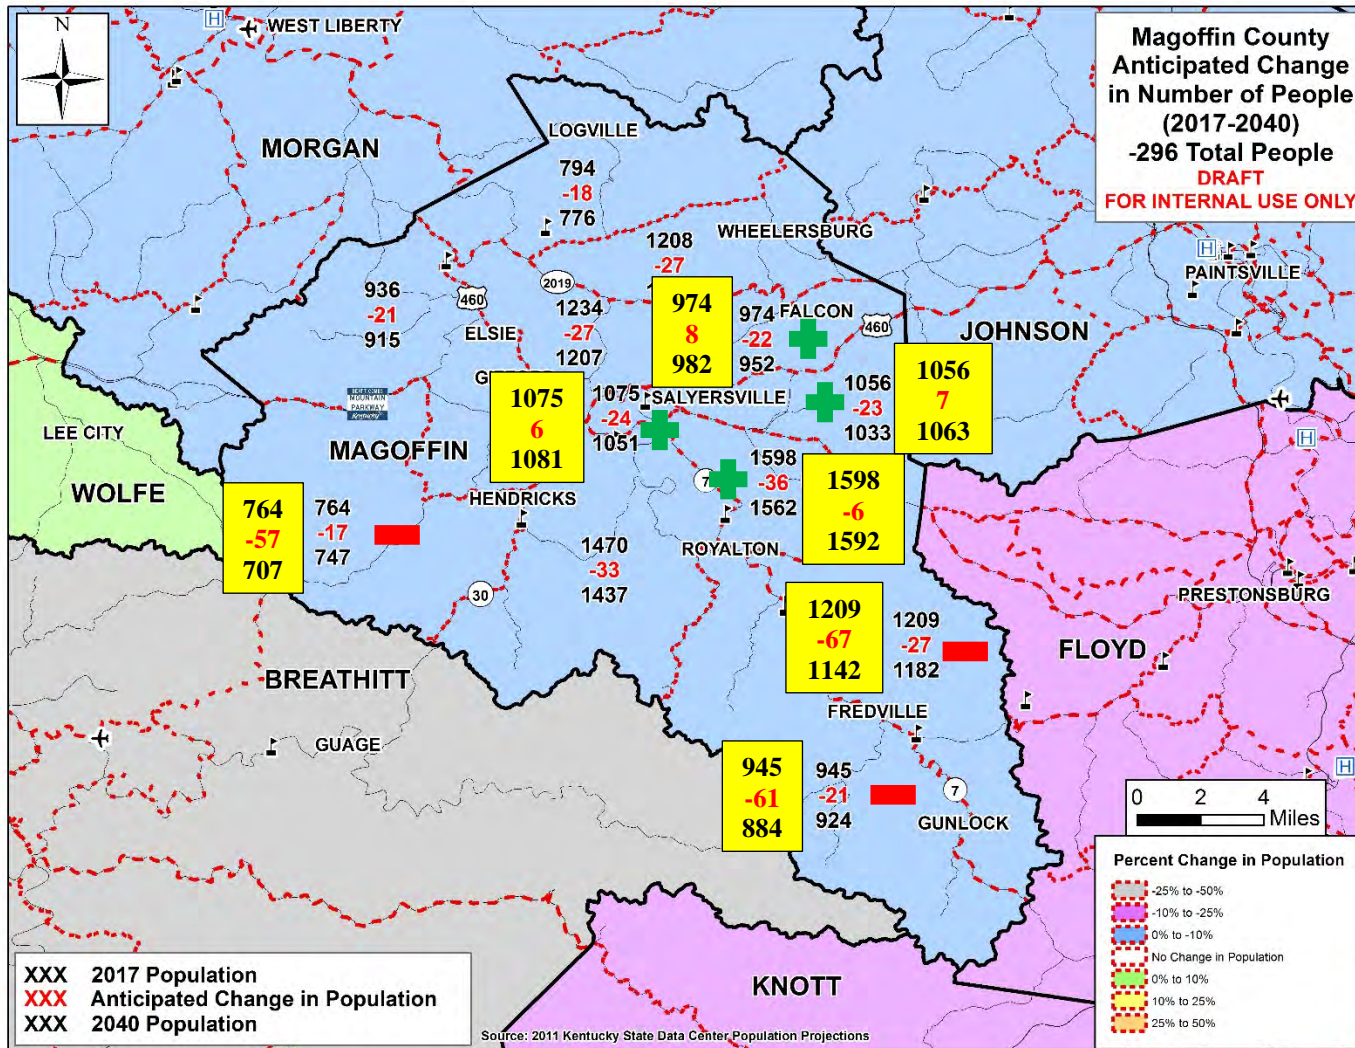 N
WEST LIBERTY
H
Magoffin County
Anticipated Change
in Number of People
(2017-2040)
-296 Total People
DRAFT
FOR INTERNAL USE ONLY
MORGAN
LOGVILLE
794
-18
776
WHEELERSBURG
1208
-27
H
PAINTSVILLE
936
-21
915
460
2019
ELSIE
1234
-27
1207
974
8
982
974
-22
952
FALCON
460
JOHNSON
1075
6
1081
1075
-24
1051
SALYERSVILLE
1056
-23
1033
1056
7
1063
MOUNTAIN
PARKWAY
Kentucky
LEE CITY
MAGOFFIN
WOLFE
H
HENDRICKS
7
1598
-36
1562
1598
-6
1592
764
-57
707
764
-17
747
1470
-33
1437
ROYALTON
30
PRESTONSBURG
1209
-67
1142
1209
-27
1182
FLOYD
BREATHITT
FREDVILLE
GUAGE
945
-61
884
945
-21
924
7
GUNLOCK
H
0 2 4
Miles
Percent Change in Population
-25% to -50%
-10% to -25%
0% to -10%
No Change in Population
0% to 10%
10% to 25%
25% to 50%
XXX 2017 Population
XXX Anticipated Change in Population
XXX 2040 Population
KNOTT
Source: 2011 Kentucky State Data Center Population Projections